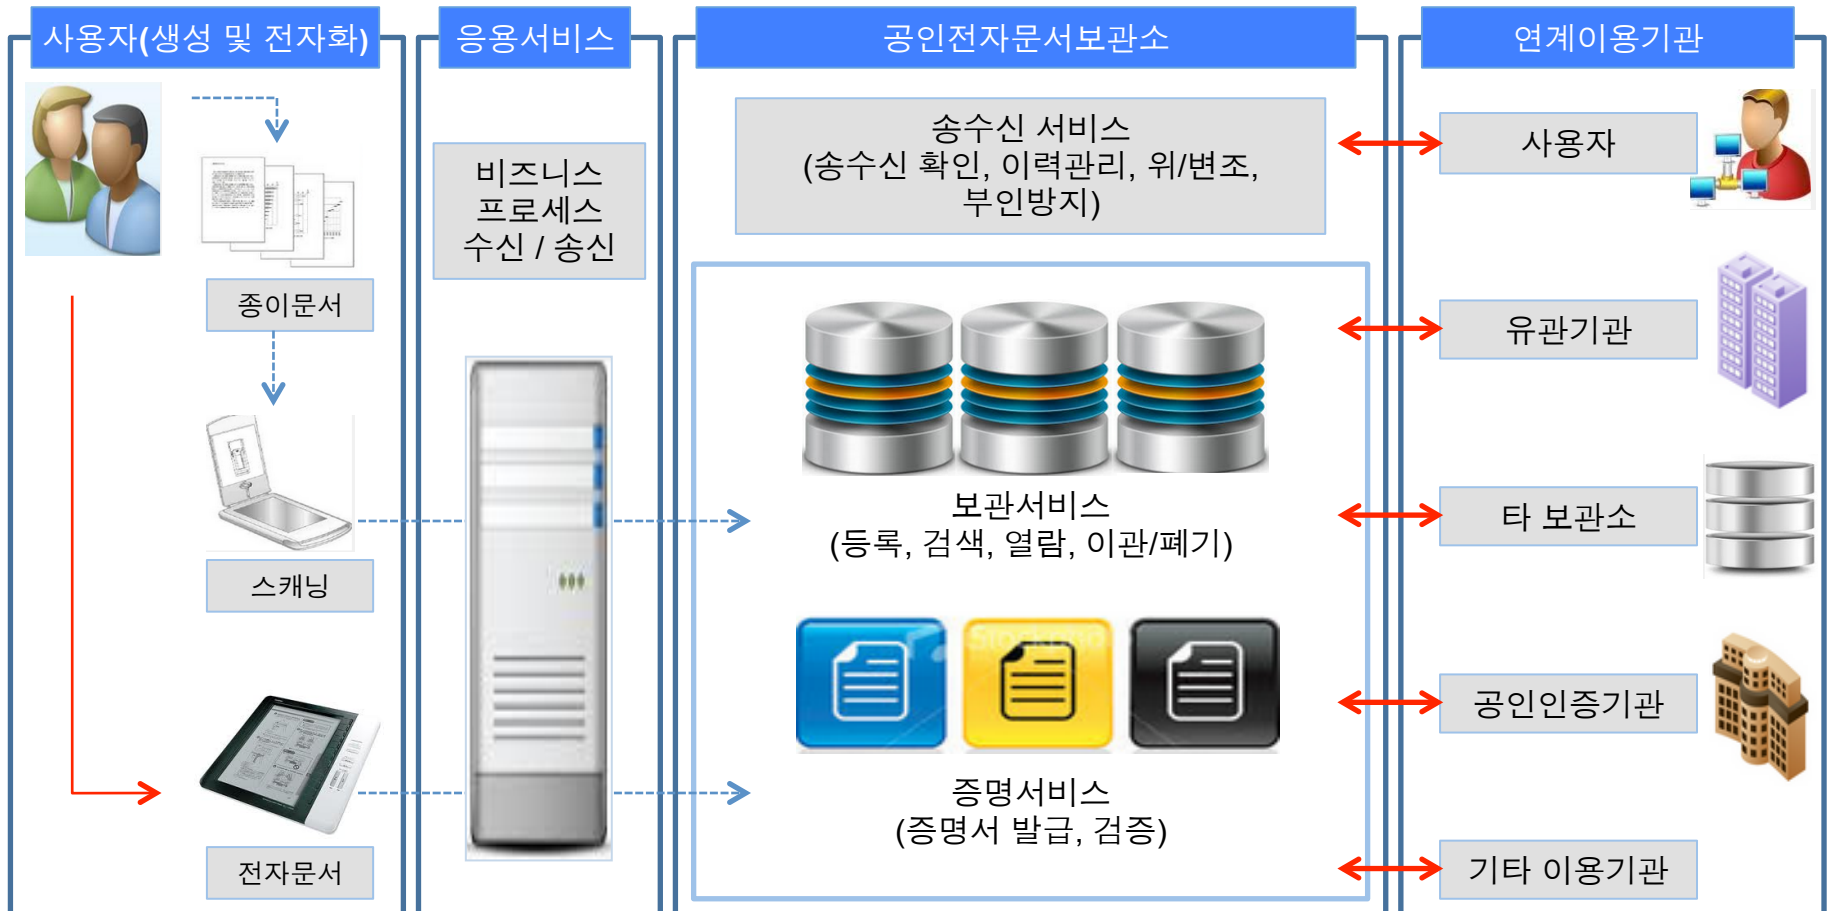 사용자(생성 및 전자화)
응용서비스
공인전자문서보관소
연계이용기관
종이문서
스캐닝
전자문서
비즈니스
프로세스
수신 / 송신
송수신 서비스
(송수신 확인, 이력관리, 위/변조,
부인방지)
보관서비스
(등록, 검색, 열람, 이관/폐기)
증명서비스
(증명서 발급, 검증)
사용자
유관기관
타 보관소
공인인증기관
기타 이용기관